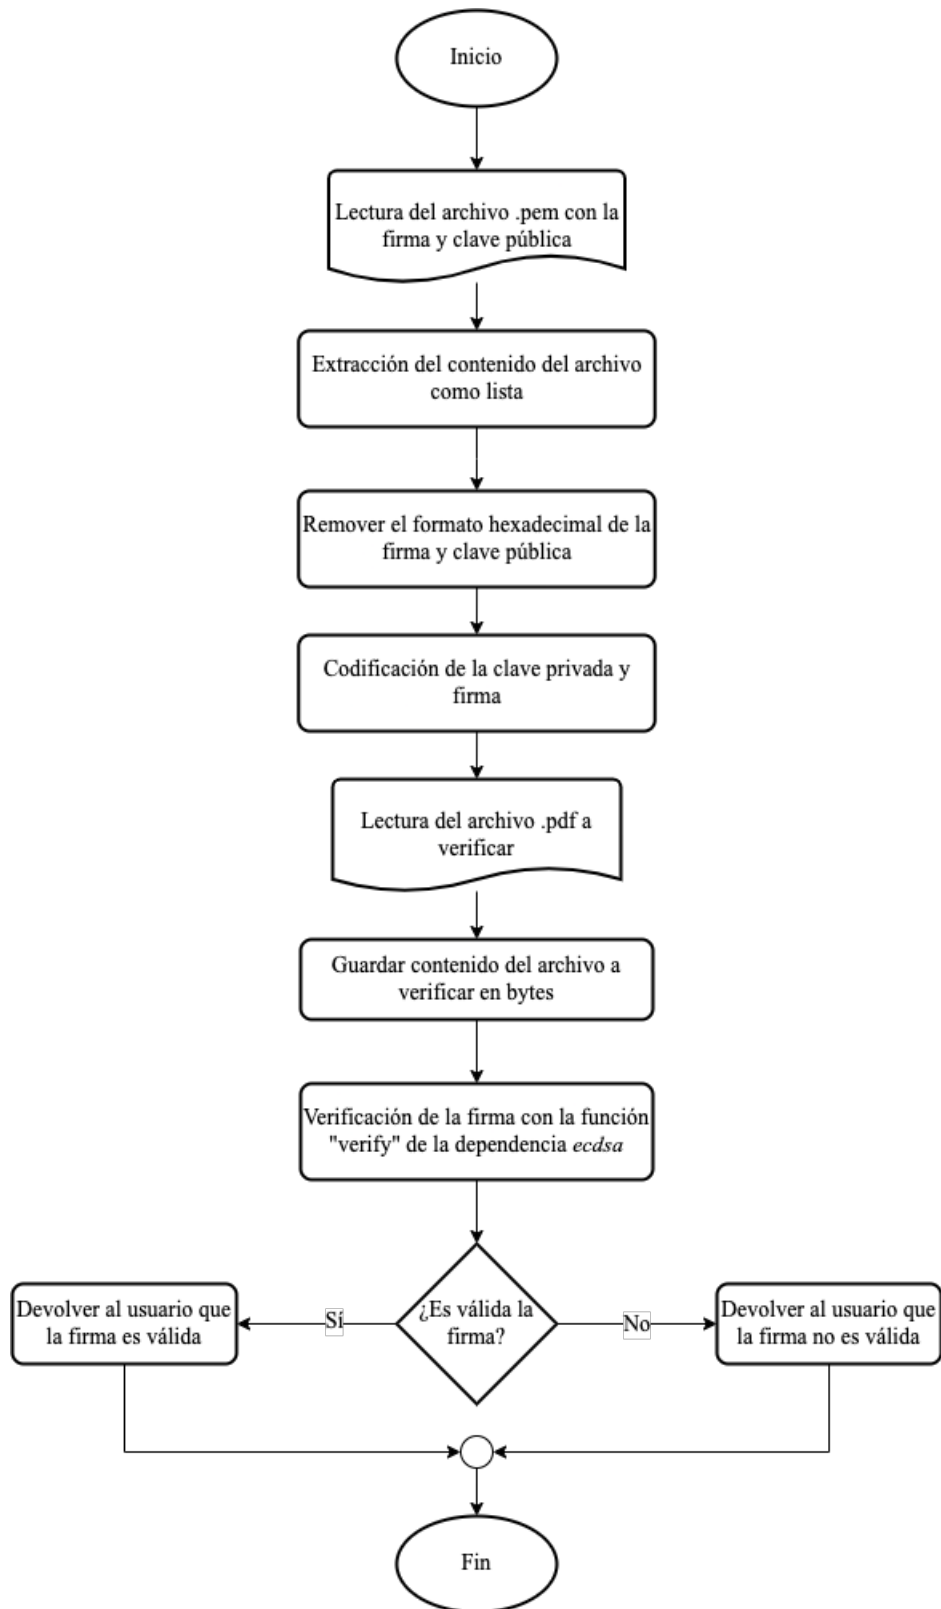 Inicio
Lectura del archivo .pem con la
firma y clave pública
Extracción del contenido del archivo
como lista
Remover el formato hexadecimal de la
firma y clave pública
Codificación de la clave privada y
firma
Lectura del archivo .pdf a
verificar
Guardar contenido del archivo a
verificar en bytes
Verificación de la firma con la función
"verify" de la dependencia ecdsa
¿Es válida la
firma?
Sí
Devolver al usuario que
la firma es válida
No
Devolver al usuario que
la firma no es válida
Fin